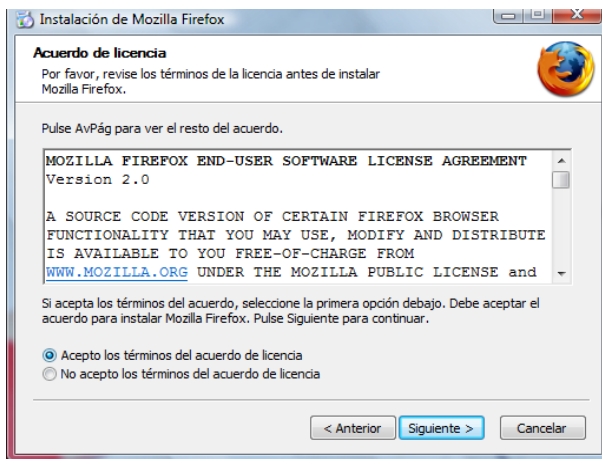 Instalación de Mozilla Firefox
Acuerdo de licencia
Por favor, revise los términos de la licencia antes de instalar
Mozilla Firefox.
Pulse AvPág para ver el resto del acuerdo.
MOZILLA FIREFOX END-USER SOFTWARE LICENSE AGREEMENT
Version 2.0
A SOURCE CODE VERSION OF CERTAIN FIREFOX BROWSER
FUNCTIONALITY THAT YOU MAY USE, MODIFY AND DISTRIBUTE
IS AVAILABLE TO YOU FREE-OF-CHARGE FROM
WWW.MOZILLA.ORG UNDER THE MOZILLA PUBLIC LICENSE and
Si acepta los términos del acuerdo, seleccione la primera opción debajo. Debe aceptar el
acuerdo para instalar Mozilla Firefox. Pulse Siguiente para continuar.
Acepto los términos del acuerdo de licencia
No acepto los términos del acuerdo de licencia
< Anterior Siguiente > Cancelar